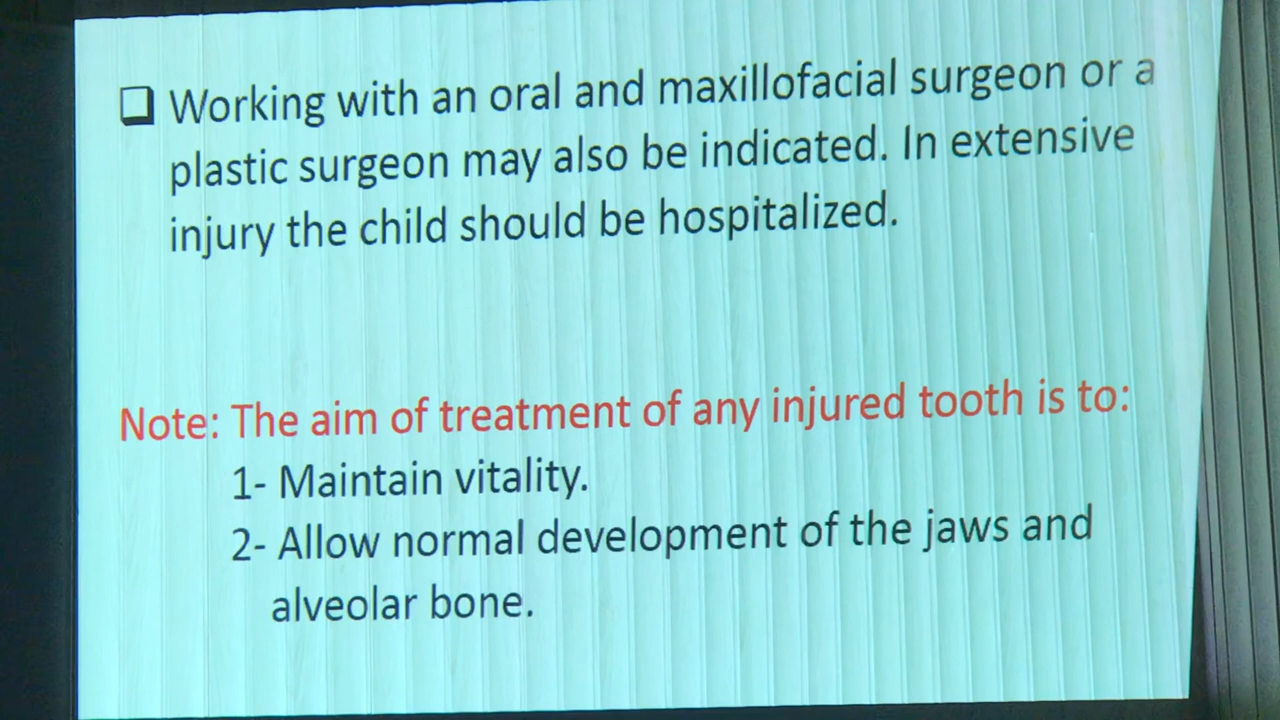 ❑ Working with an oral and maxillofacial surgeon or a
plastic surgeon may also be indicated. In extensive
injury the child should be hospitalized.
Note: The aim of treatment of any injured tooth is to:
1- Maintain vitality.
2- Allow normal development of the jaws and
alveolar bone.